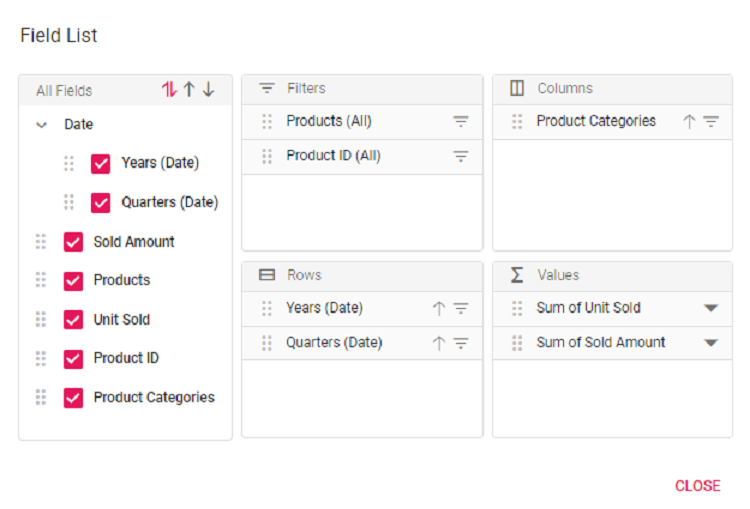 Field List
All Fields
Date
Years (Date)
Quarters (Date)
Sold Amount
Products
Unit Sold
Product ID
Product Categories
Filters
Products (All)
Product ID (All)
Columns
Product Categories
Rows
Years (Date)
Quarters (Date)
Values
Sum of Unit Sold
Sum of Sold Amount
CLOSE